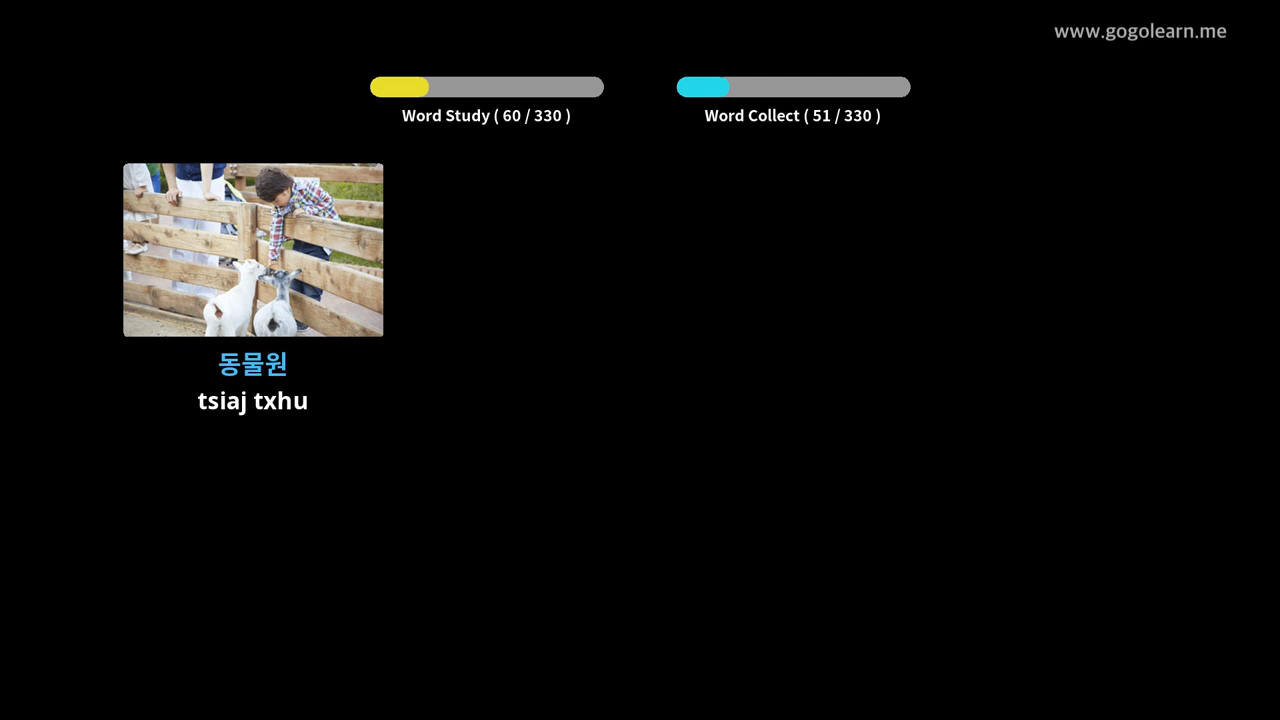 www.gogolearn.me
Word Study ( 60 / 330 )
Word Collect ( 51 / 330 )
동물원
tsiaj txhu